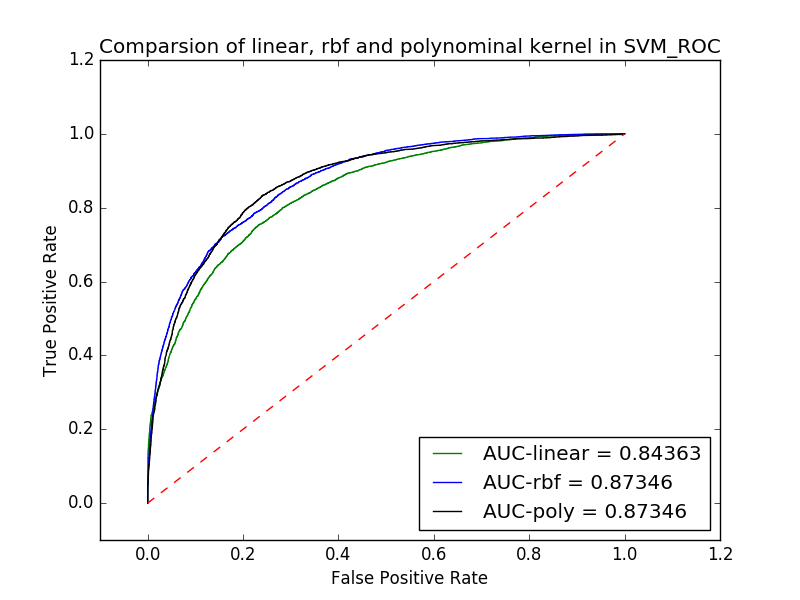 Comparsion of linear, rbf and polynominal kernel in SVM_ROC
1.2
1.0
0.8
0.6
0.4
0.2
0.0
True Positive Rate
AUC-linear = 0.84363
AUC-rbf = 0.87346
AUC-poly = 0.87346
0.0 0.2 0.4 0.6 0.8 1.0 1.2
False Positive Rate